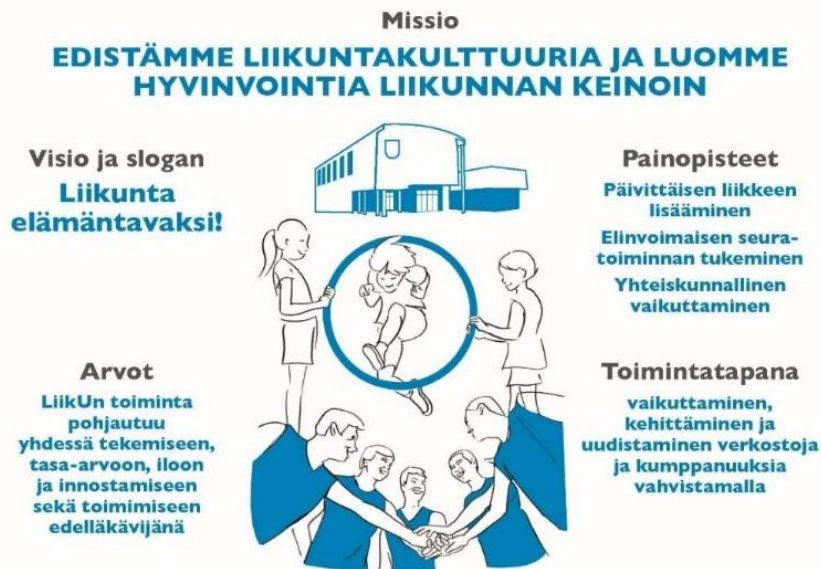 Missio
EDISTÄMME LIIKUNTAKULTTUURIA JA LUOMME
HYVINVOINTIA LIIKUNNAN KEINOIN
Visio ja slogan
Liikunta
elämäntavaksi!
Painopisteet
Päivittäisen liikkeen
lisääminen
Elinvoimaisen seura-
toiminnan tukeminen
Yhteiskunnallinen
vaikuttaminen
Arvot
LiikUn toiminta
pohjautuu
yhdessä tekemiseen,
tasa-arvoon, iloon
ja innostamiseen
sekä toimimiseen
edelläkävijänä
Toimintatapana
vaikuttaminen,
kehittäminen ja
uudistaminen verkostoja
ja kumppanuuksia
vahvistamalla